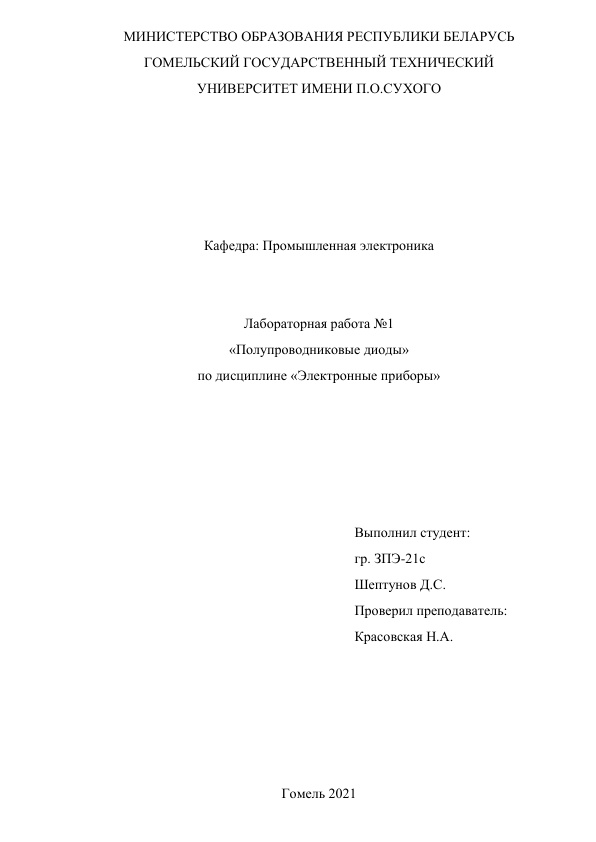 МИНИСТЕРСТВО ОБРАЗОВАНИЯ РЕСПУБЛИКИ БЕЛАРУСЬ
ГОМЕЛЬСКИЙ ГОСУДАРСТВЕННЫЙ ТЕХНИЧЕСКИЙ
УНИВЕРСИТЕТ ИМЕНИ П.О.СУХОГО
Кафедра: Промышленная электроника
Лабораторная работа №1
«Полупроводниковые диоды»
по дисциплине «Электронные приборы»
Выполнил студент:
гр. ЗПЭ-21с
Шептунов Д.С.
Проверил преподаватель:
Красовская Н.А.
Гомель 2021